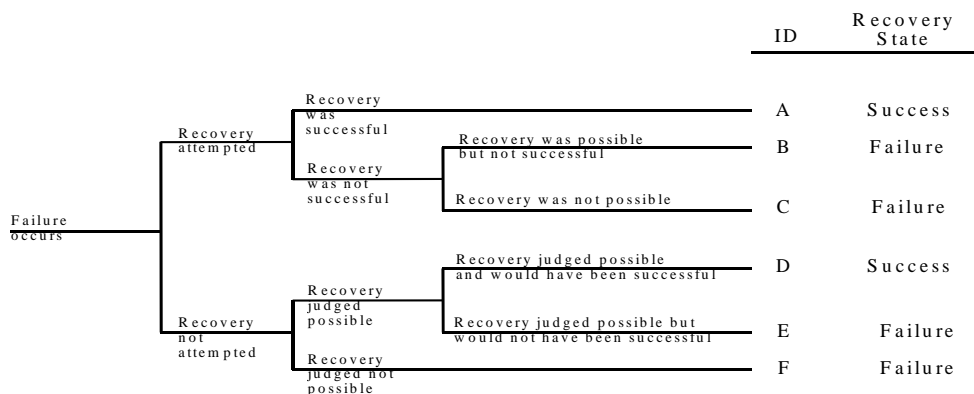 Recovery
ID
State
Recovery
was
successful
A
Success
Recovery
attempted
Recovery was possible
but not successful
B
Failure
Recovery
was not
successful
Recovery was not possible
C
Failure
Failure
occurs
Recovery judged possible
and would have been successful
D
Success
Recovery
judged
possible
Recovery
not
attempted
Recovery judged possible but
would not have been successful
E
Failure
Recovery
judged not
possible
F
Failure